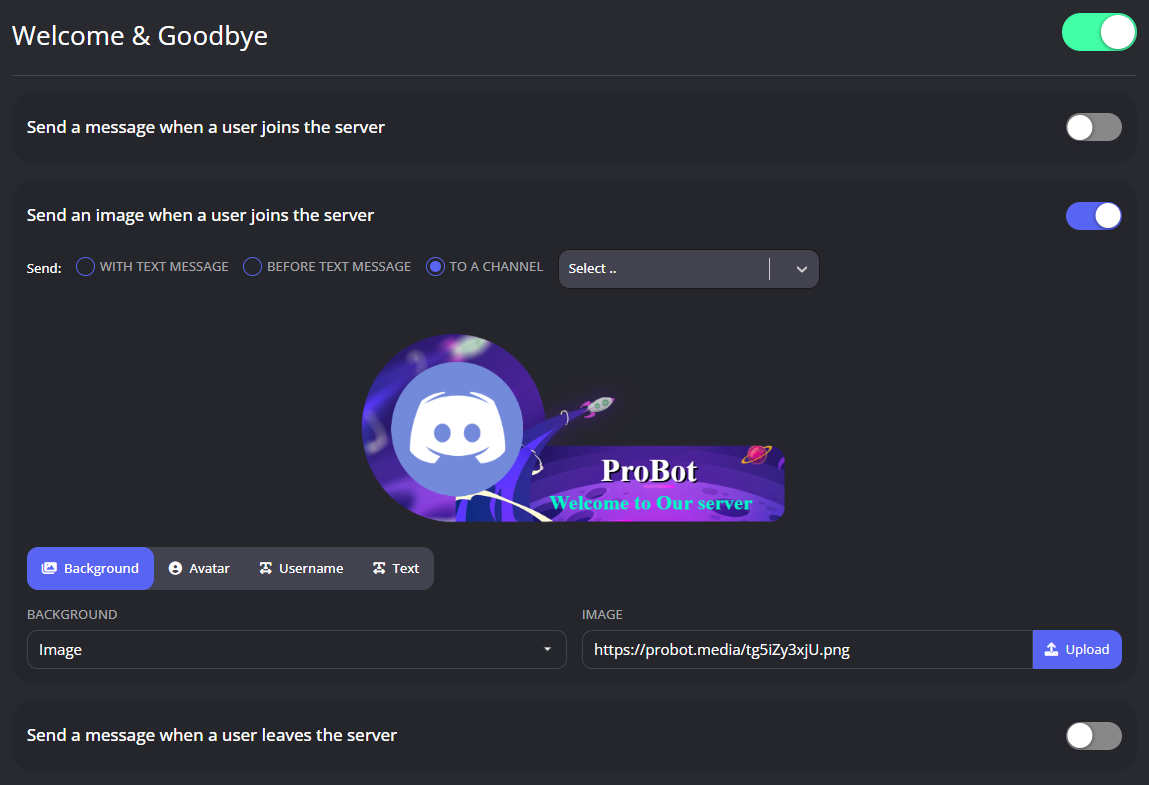 Welcome & Goodbye
Send a message when a user joins the server
Send an image when a user joins the server
Send: WITH TEXT MESSAGE BEFORE TEXT MESSAGE TO A CHANNEL Select ..
ProBot
Welcome to Our server
Background Avatar Username Text
BACKGROUND IMAGE
Image https://probot.media/tg5iZy3xjU.png Upload
Send a message when a user leaves the server